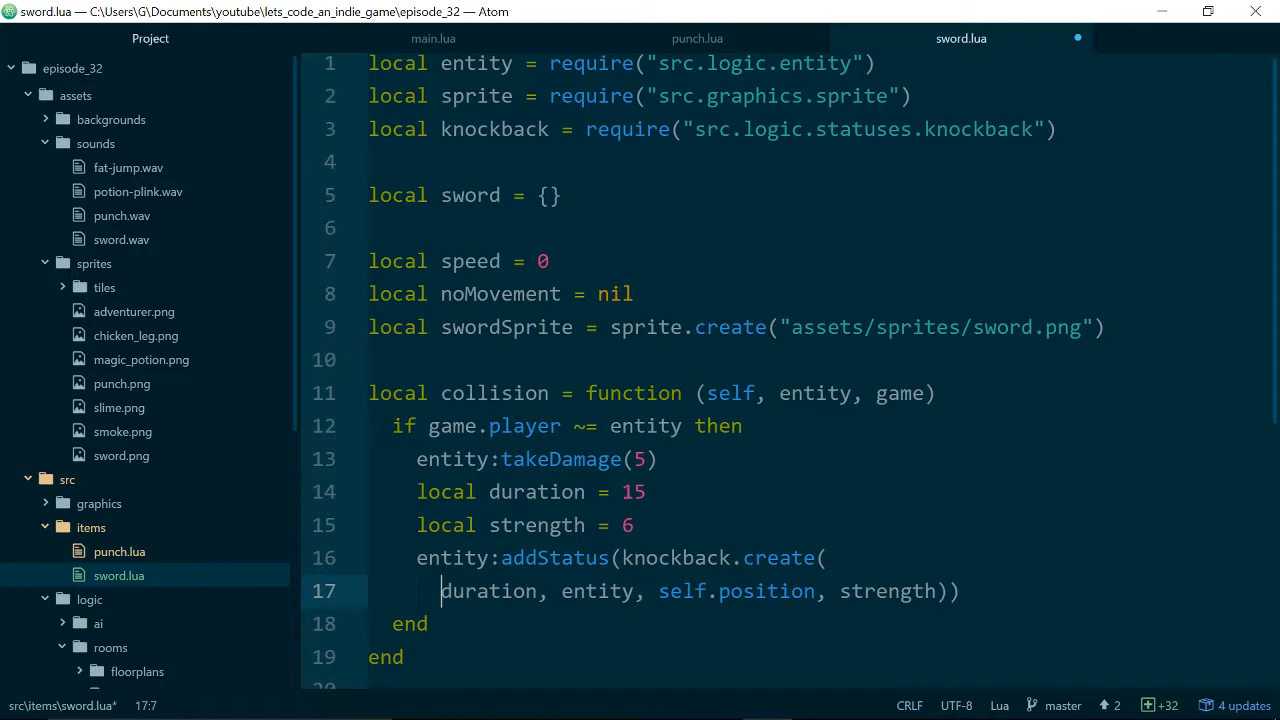 sword.lua — C:\Users\G\Documents\youtube\lets_code_an_indie_game\episode_32 — Atom
Project
main.lua
punch.lua
sword.lua
episode_32
assets
backgrounds
sounds
fat-jump.wav
potion-plink.wav
punch.wav
sword.wav
sprites
tiles
adventurer.png
chicken_leg.png
magic_potion.png
punch.png
slime.png
smoke.png
sword.png
src
graphics
items
punch.lua
sword.lua
logic
ai
rooms
floorplans
1 local entity = require("src.logic.entity")
2 local sprite = require("src.graphics.sprite")
3 local knockback = require("src.logic.statuses.knockback")
4
5 local sword = {}
6
7 local speed = 0
8 local noMovement = nil
9 local swordSprite = sprite.create("assets/sprites/sword.png")
10
11 local collision = function (self, entity, game)
12 if game.player ~= entity then
13 entity:takeDamage(5)
14 local duration = 15
15 local strength = 6
16 entity:addStatus(knockback.create(
17 duration, entity, self.position, strength))
18 end
19 end
src\items\sword.lua* 17:7
CRLF UTF-8 Lua master 2 +32 4 updates